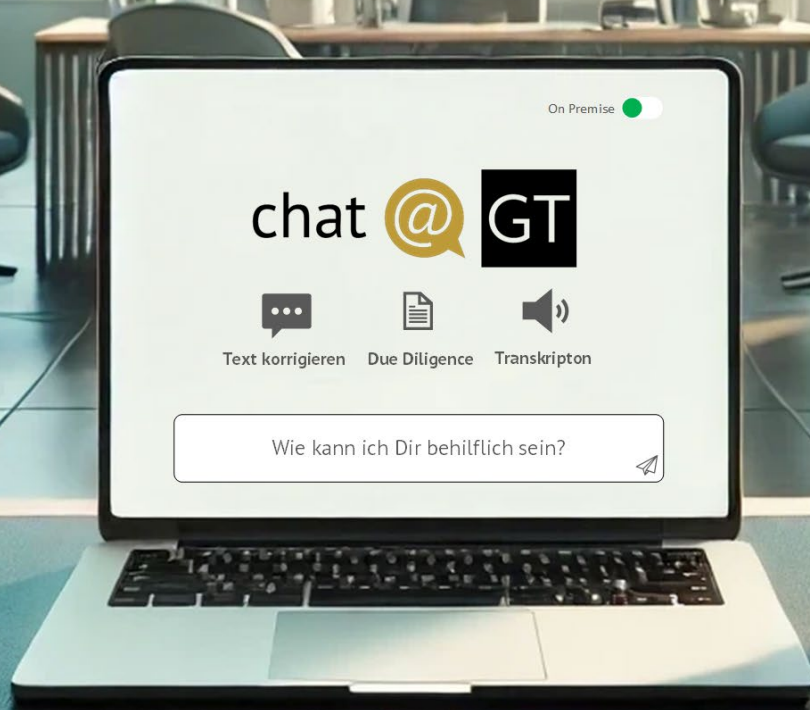 On Premise
chat @ GT
Text korrigieren
Due Diligence
Transkripton
Wie kann ich Dir behilflich sein?